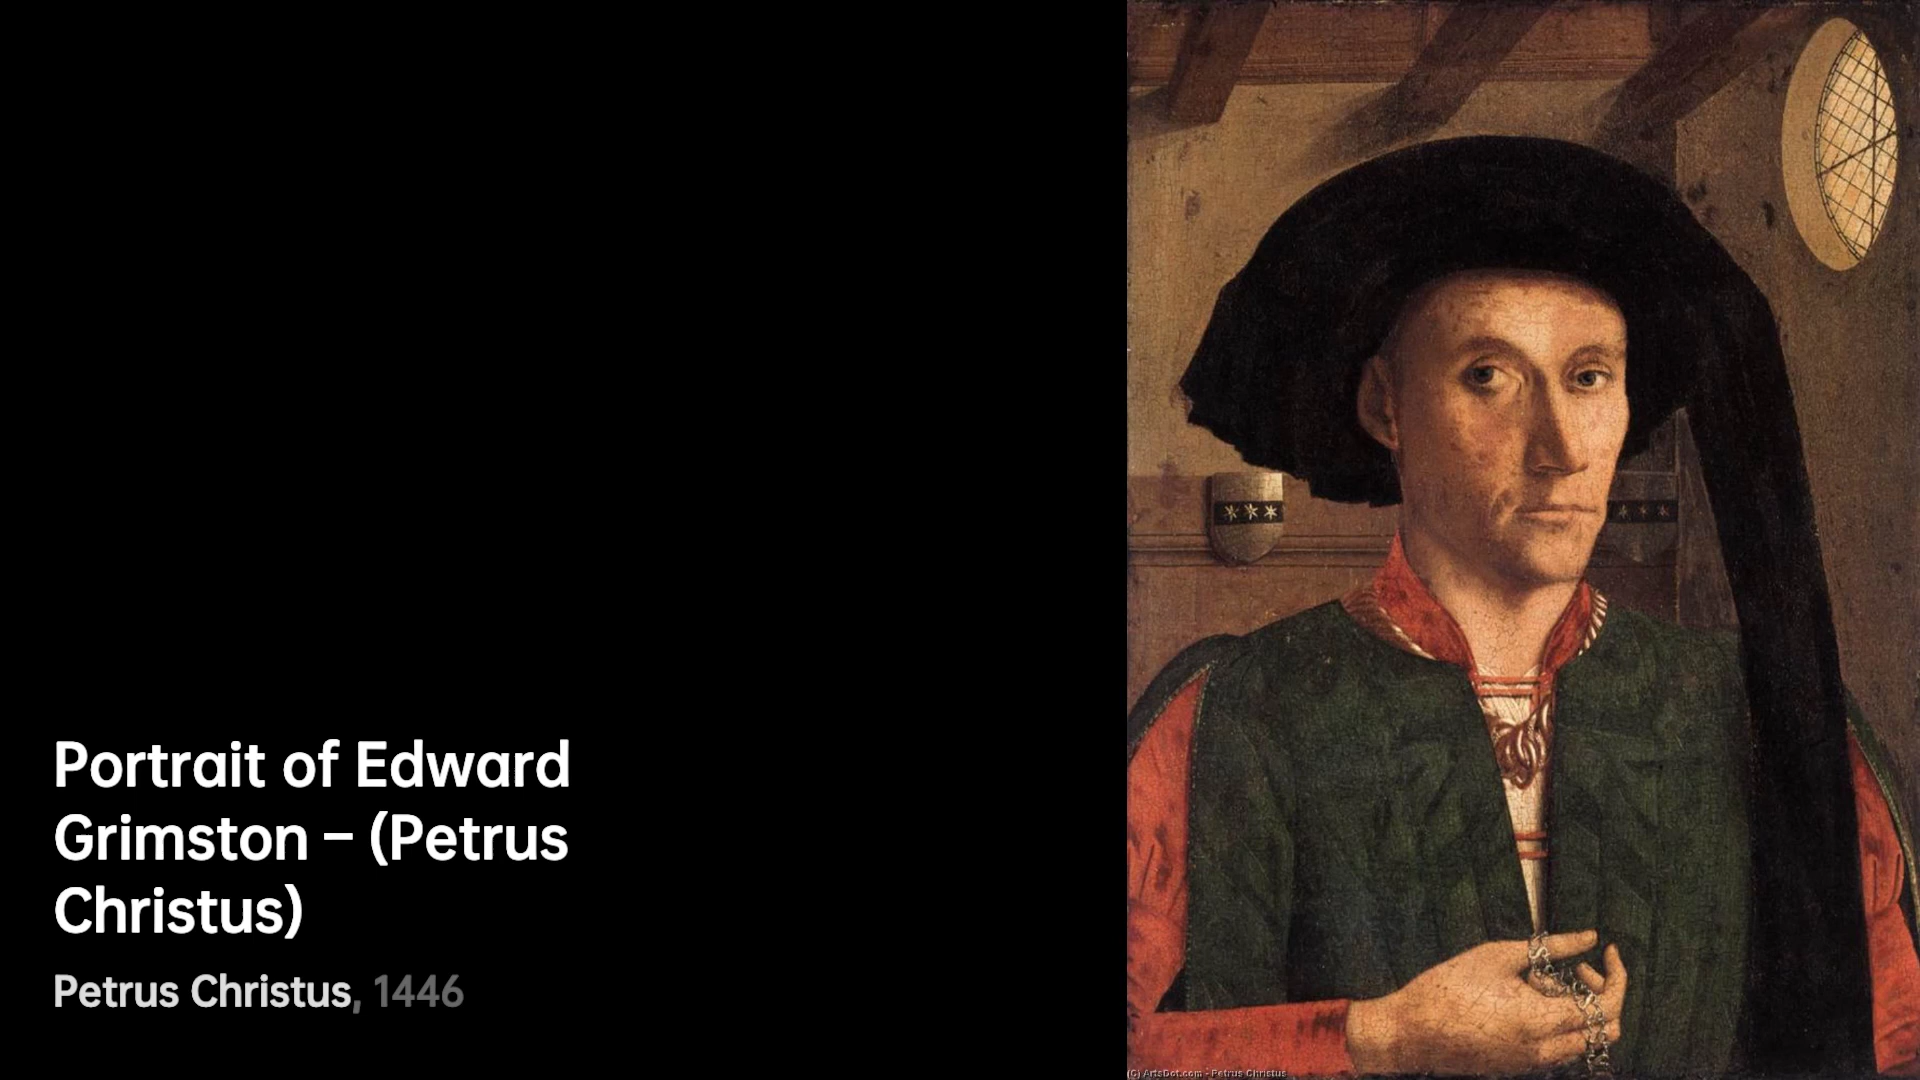 Portrait of Edward
Grimston – (Petrus
Christus)
Petrus Christus, 1446
(C) ArtsDot.com - Petrus Christus